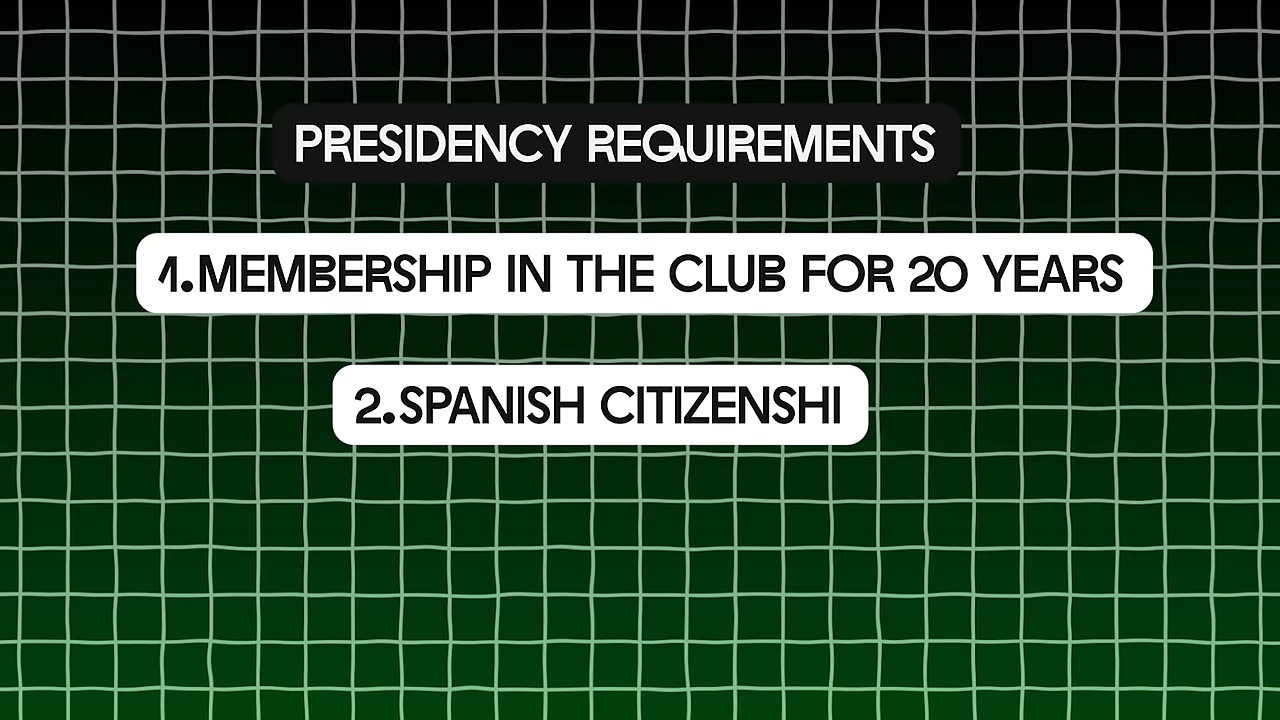 PRESIDENCY REQUIREMENTS
1.MEMBERSHIP IN THE CLUB FOR 20 YEARS
2.SPANISH CITIZENSHI